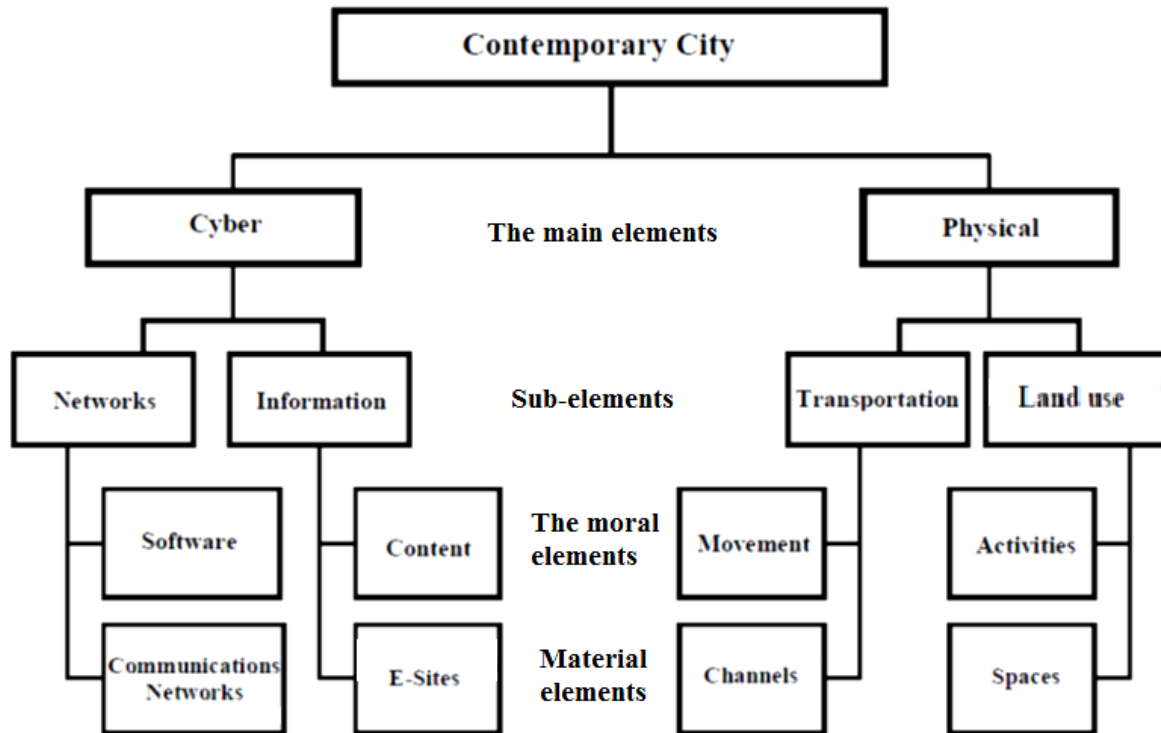 Contemporary City
Cyber
The main elements
Physical
Networks
Information
Sub-elements
Transportation
Land use
Software
Content
The moral
elements
Movement
Activities
Communications
Networks
E-Sites
Material
elements
Channels
Spaces